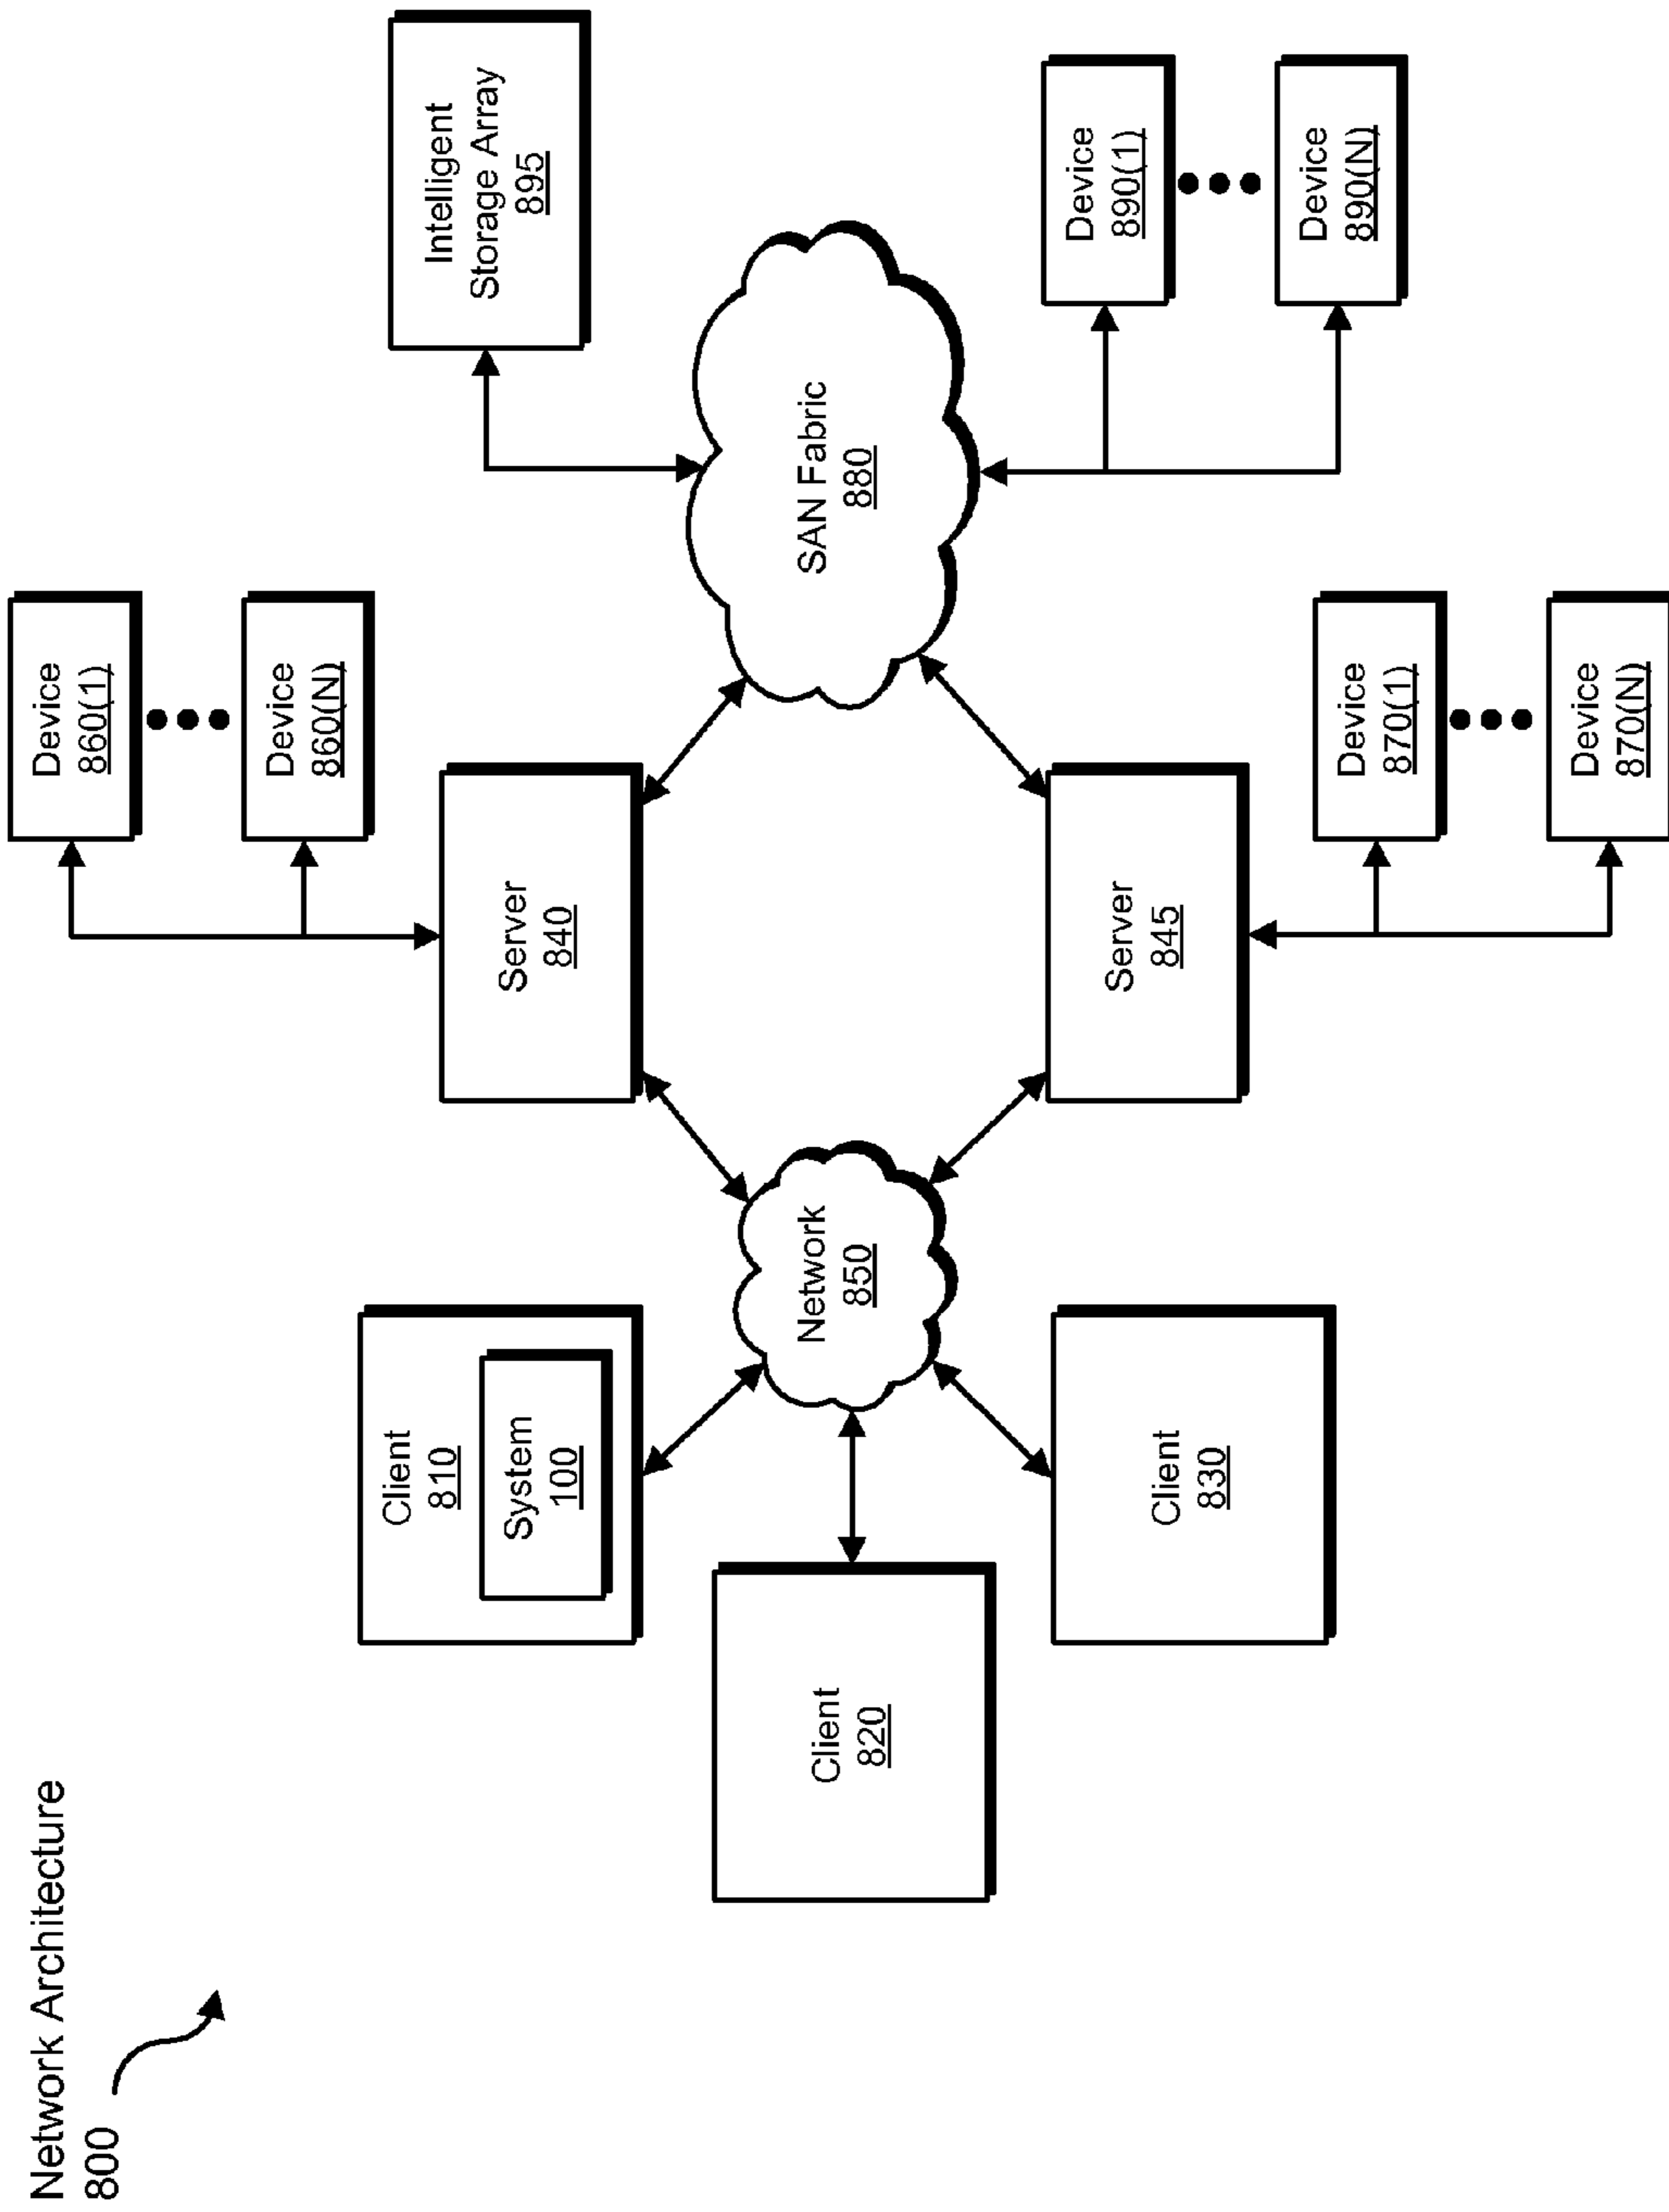 Network Architecture
800
Client
810
System
100
Client
820
Client
830
Network
850
Server
840
Server
845
Device
860(1)
Device
860(N)
Device
870(1)
Device
870(N)
SAN Fabric
880
Intelligent
Storage Array
895
Device
890(1)
Device
890(N)